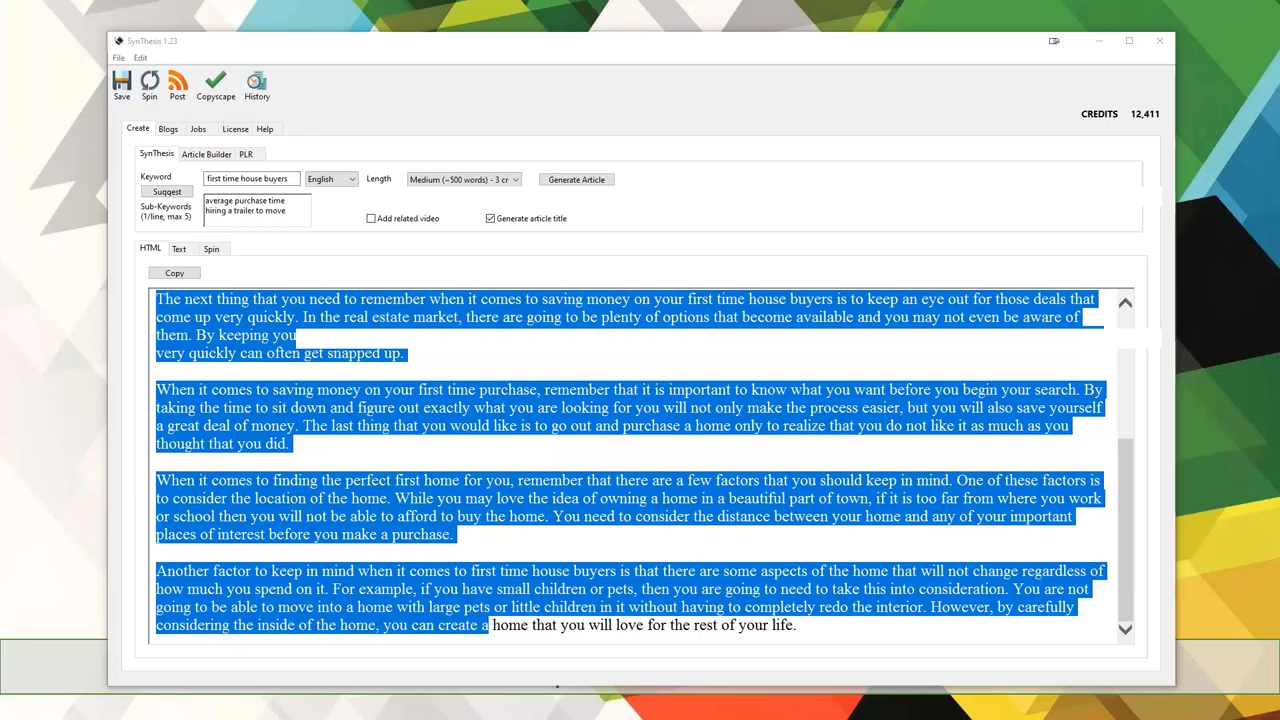 SynThesis 1.23
File Edit
Save Spin Post Copyscape History
CREDITS 12,411
Create Blogs Jobs License Help
SynThesis Article Builder PLR
Keyword first time house buyers English Length Medium (~500 words) - 3 cr Generate Article
Suggest
Sub-Keywords
(1/line, max 5)
average purchase time
hiring a trailer to move
Add related video Generate article title
HTML Text Spin
Copy
The next thing that you need to remember when it comes to saving money on your first time house buyers is to keep an eye out for those deals that
come up very quickly. In the real estate market, there are going to be plenty of options that become available and you may not even be aware of
them. By keeping you
very quickly can often get snapped up.
When it comes to saving money on your first time purchase, remember that it is important to know what you want before you begin your search. By
taking the time to sit down and figure out exactly what you are looking for you will not only make the process easier, but you will also save yourself
a great deal of money. The last thing that you would like is to go out and purchase a home only to realize that you do not like it as much as you
thought that you did.
When it comes to finding the perfect first home for you, remember that there are a few factors that you should keep in mind. One of these factors is
to consider the location of the home. While you may love the idea of owning a home in a beautiful part of town, if it is too far from where you work
or school then you will not be able to afford to buy the home. You need to consider the distance between your home and any of your important
places of interest before you make a purchase.
Another factor to keep in mind when it comes to first time house buyers is that there are some aspects of the home that will not change regardless of
how much you spend on it. For example, if you have small children or pets, then you are going to need to take this into consideration. You are not
going to be able to move into a home with large pets or little children in it without having to completely redo the interior. However, by carefully
considering the inside of the home, you can create a home that you will love for the rest of your life.